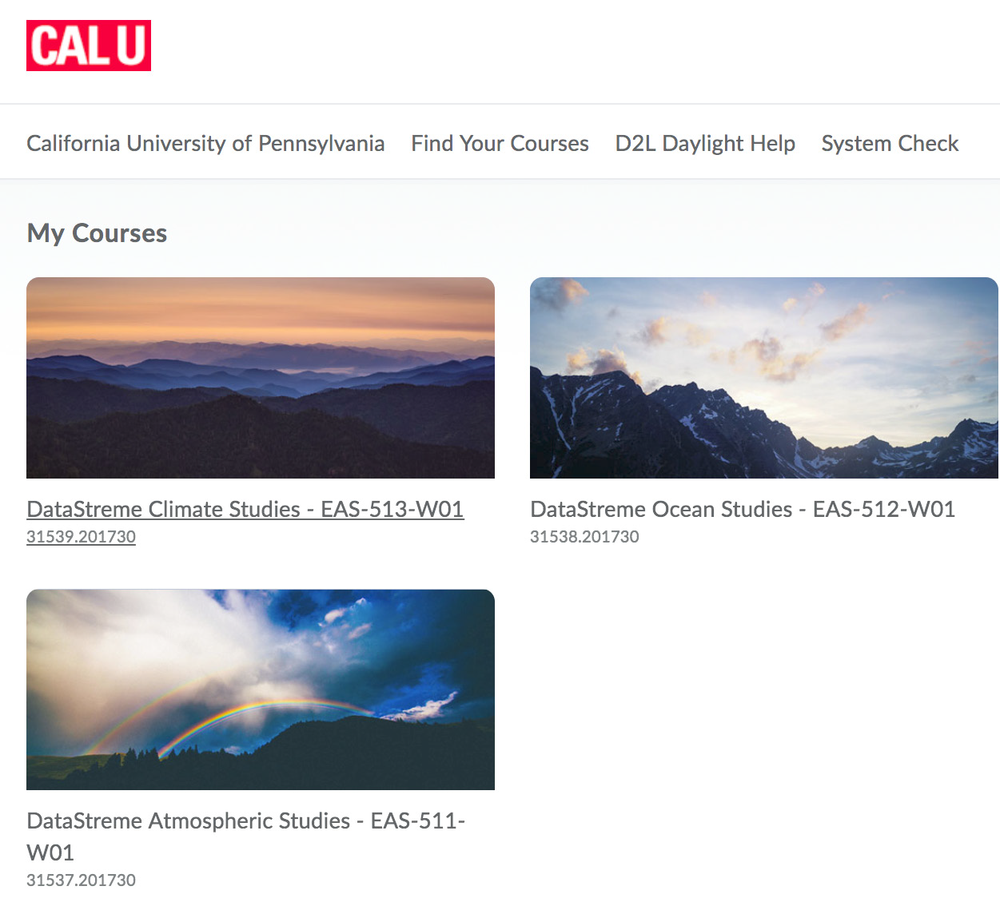 CAL U
California University of Pennsylvania Find Your Courses D2L Daylight Help System Check
My Courses
DataStreme Climate Studies - EAS-513-W01
31539.201730
DataStreme Ocean Studies - EAS-512-W01
31538.201730
DataStreme Atmospheric Studies - EAS-511-
W01
31537.201730